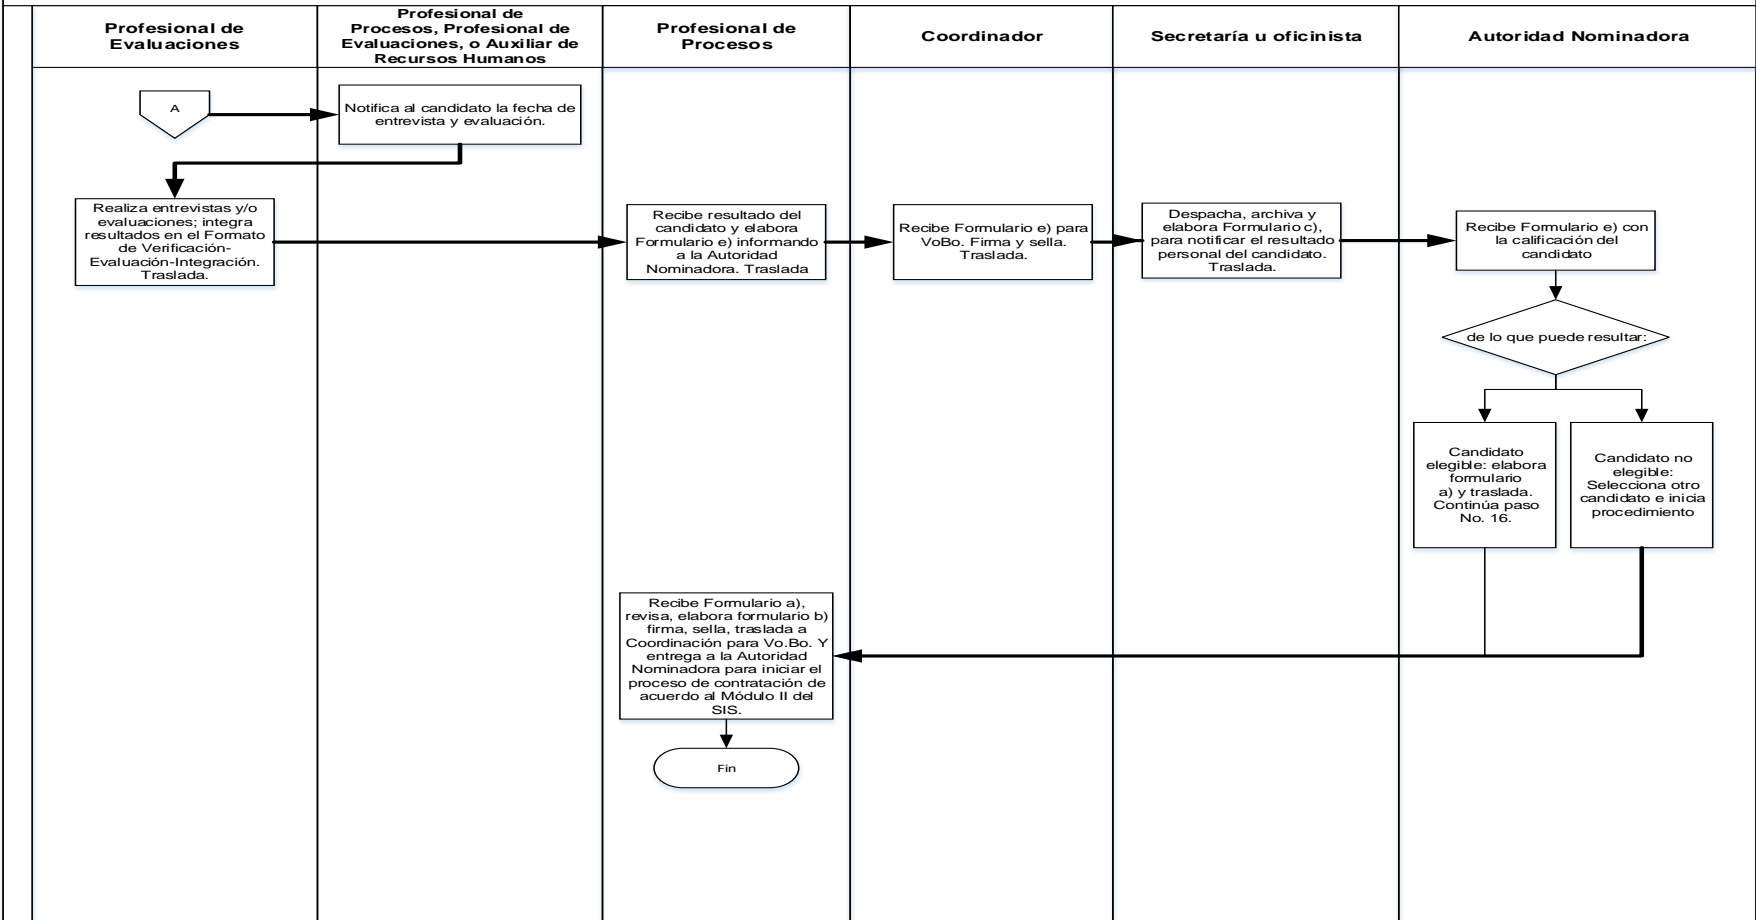 Profesional de
Evaluaciones
Profesional de
Procesos, Profesional de
Evaluaciones, o Auxiliar de
Recursos Humanos
Profesional de
Procesos
Coordinador
Secretaría u oficinista
Autoridad Nominadora
A
Notifica al candidato la fecha de
entrevista y evaluación.
Realiza entrevistas y/o
evaluaciones; integra
resultados en el Formato
de Verificación-
Evaluación-Integración.
Traslada.
Recibe resultado del
candidato y elabora
Formulario e) informando
a la Autoridad
Nominadora. Traslada
Recibe Formulario e) para
VoBo. Firma y sella.
Traslada.
Despacha, archiva y
elabora Formulario c),
para notificar el resultado
personal del candidato.
Traslada.
Recibe Formulario e) con
la calificación del
candidato
de lo que puede resultar:
Candidato
elegible: elabora
formulario
a) y traslada.
Continúa paso
No. 16.
Candidato no
elegible:
Selecciona otro
candidato e inicia
procedimiento
Recibe Formulario a),
revisa, elabora formulario b)
firma, sella, traslada a
Coordinación para Vo.Bo. Y
entrega a la Autoridad
Nominadora para iniciar el
proceso de contratación de
acuerdo al Módulo II del
SIS.
Fin